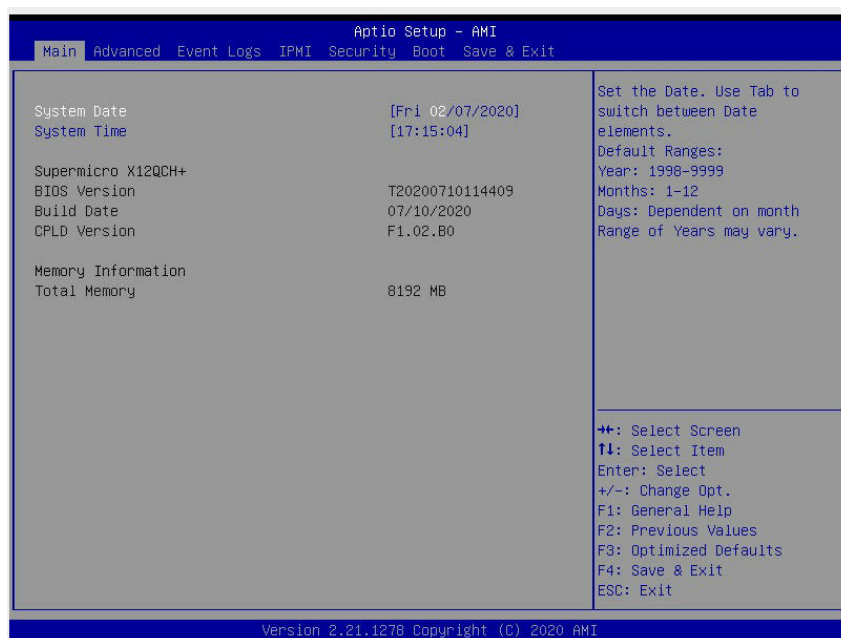 Aptio Setup – AMI
Main Advanced Event Logs IPMI Security Boot Save & Exit
System Date [Fri 02/07/2020]
System Time [17:15:04]
Supermicro X12QCH+
BIOS Version T20200710114409
Build Date 07/10/2020
CPLD Version F1.02.B0
Memory Information
Total Memory 8192 MB
Set the Date. Use Tab to
switch between Date
elements.
Default Ranges:
Year: 1998-9999
Months: 1-12
Days: Dependent on month
Range of Years may vary.
→←: Select Screen
↑↓: Select Item
Enter: Select
+/-: Change Opt.
F1: General Help
F2: Previous Values
F3: Optimized Defaults
F4: Save & Exit
ESC: Exit
Version 2.21.1278 Copyright (C) 2020 AMI